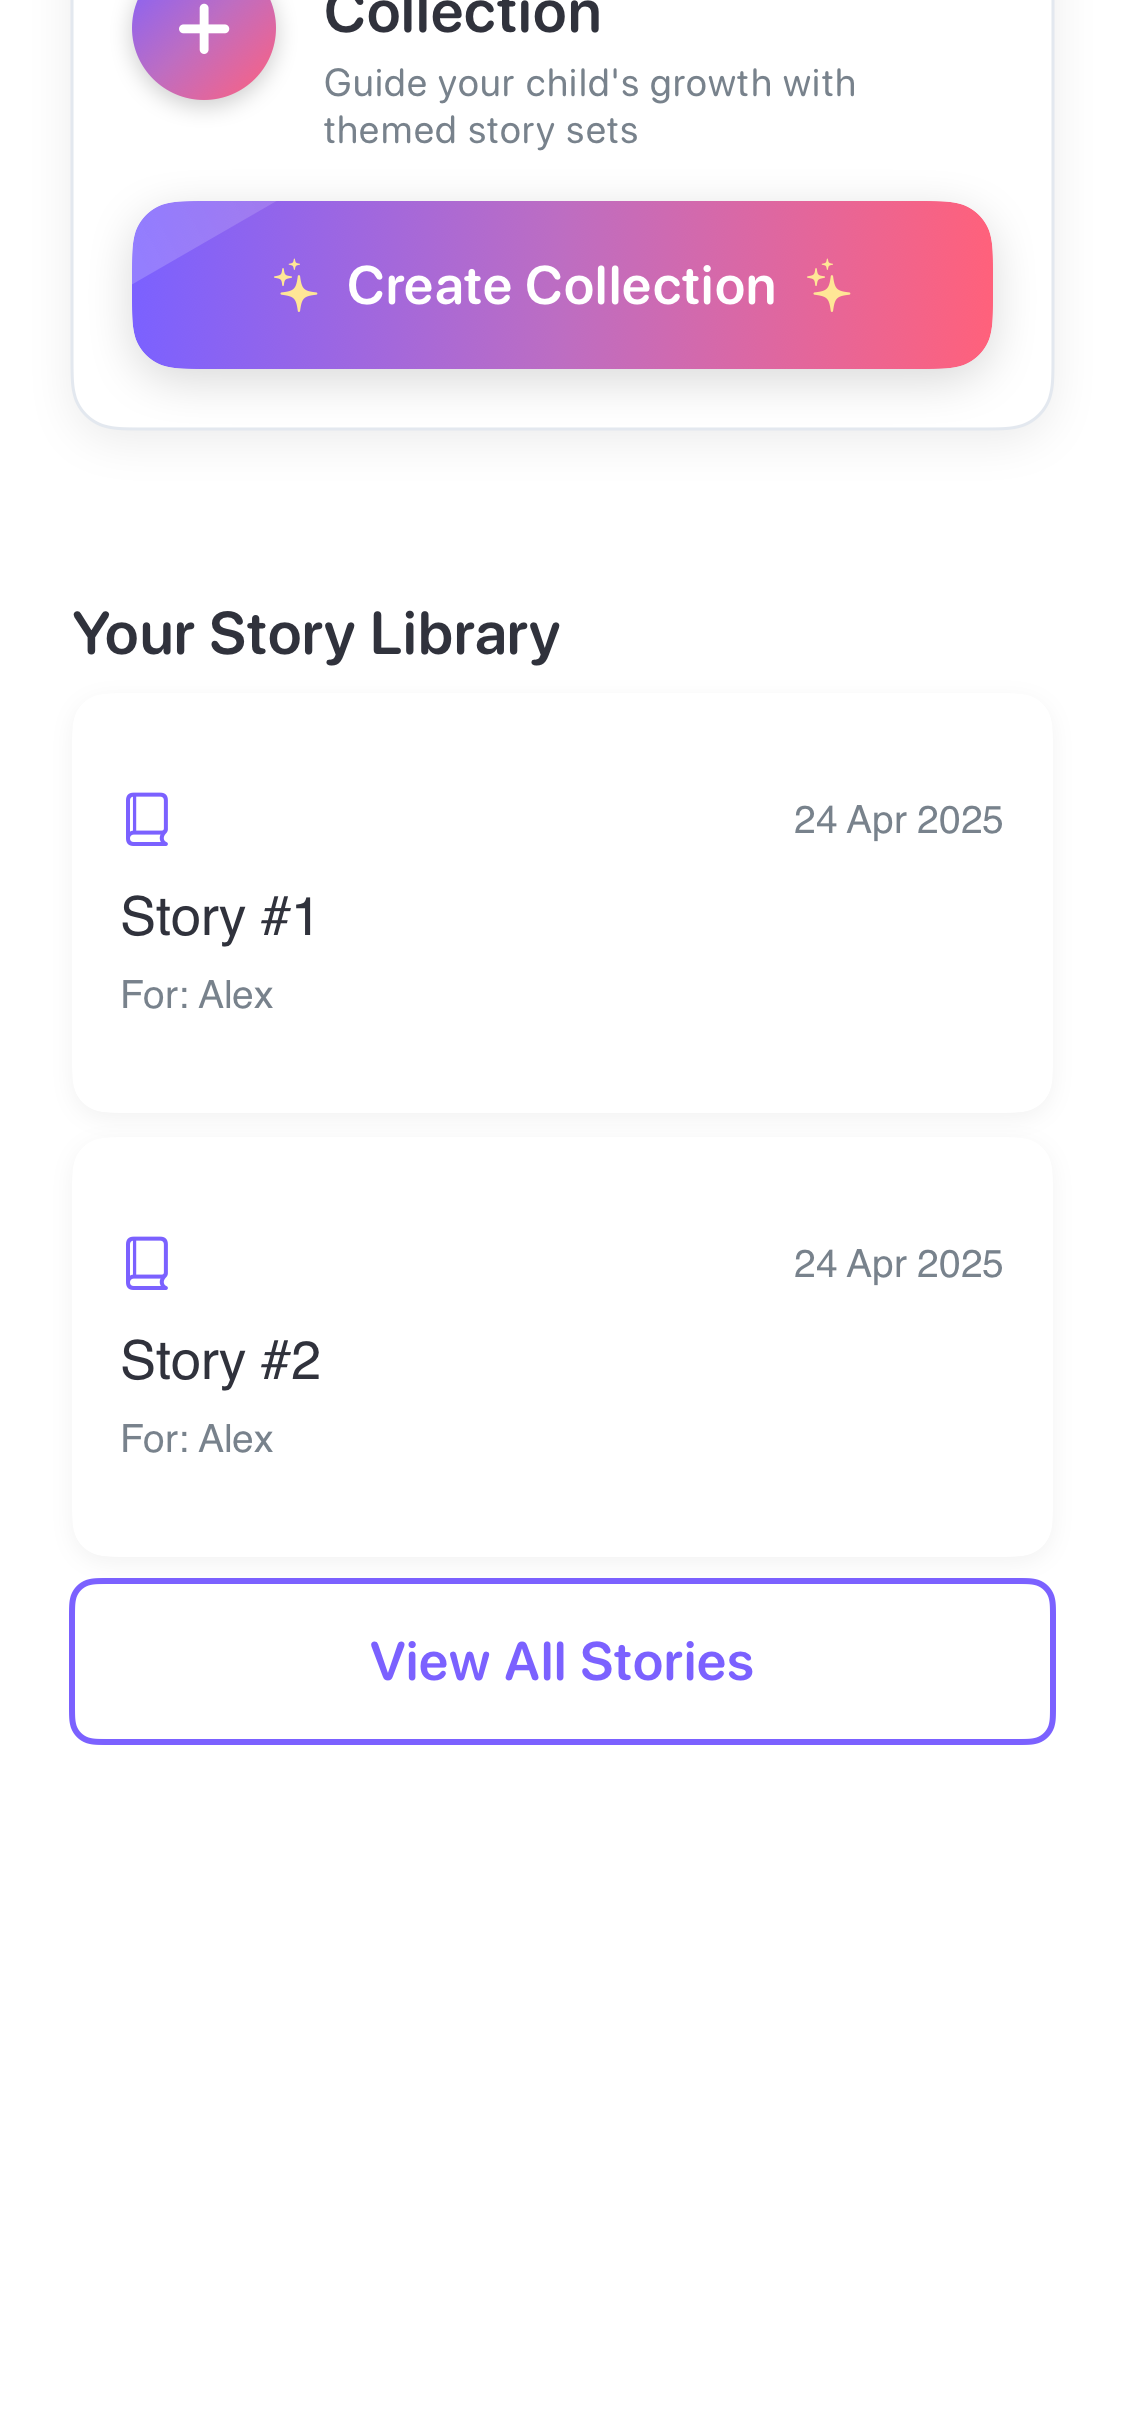 Collection
Guide your child's growth with
themed story sets
Create Collection
Your Story Library
24 Apr 2025
Story #1
For: Alex
24 Apr 2025
Story #2
For: Alex
View All Stories